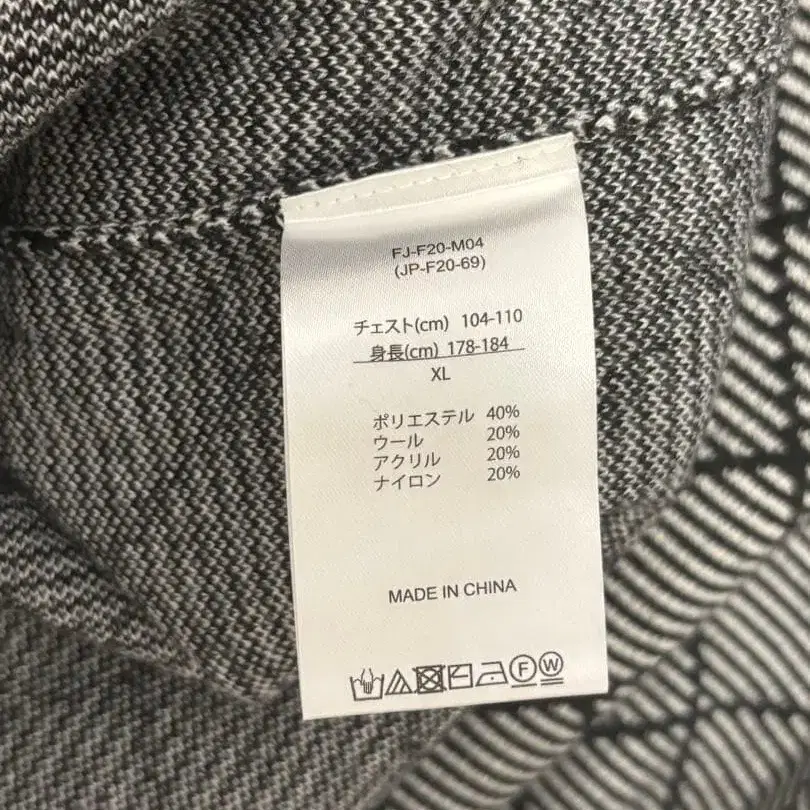 FJ-F20-M04
(JP-F20-69)
チェスト(cm) 104-110
身長(cm) 178-184
XL
ポリエステル 40%
ウール 20%
アクリル 20%
ナイロン 20%
MADE IN CHINA
F W